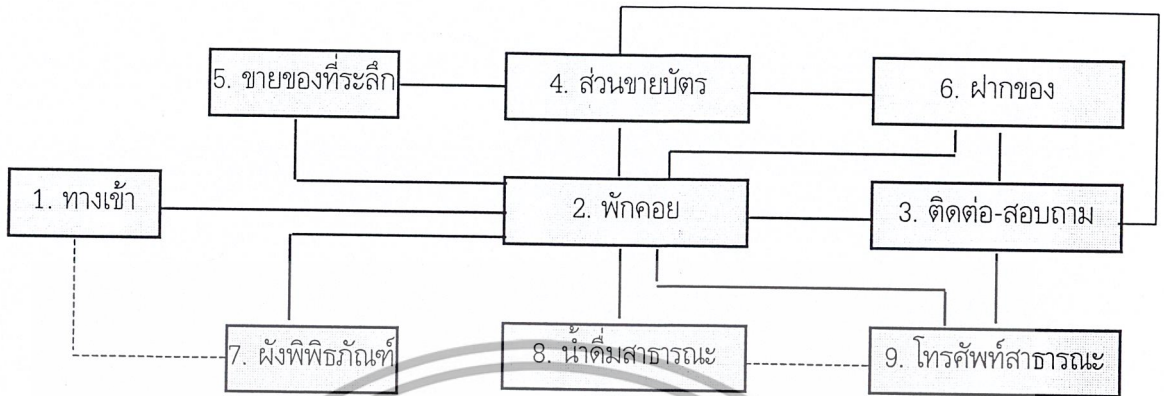 5. ขายของที่ระลึก
4. ส่วนขายบัตร
6. ฝากของ
1. ทางเข้า
2. พักคอย
3. ติดต่อ-สอบถาม
7. ผังพิพิธภัณฑ์
8. น้ำดื่มสาธารณะ
9. โทรศัพท์สาธารณะ